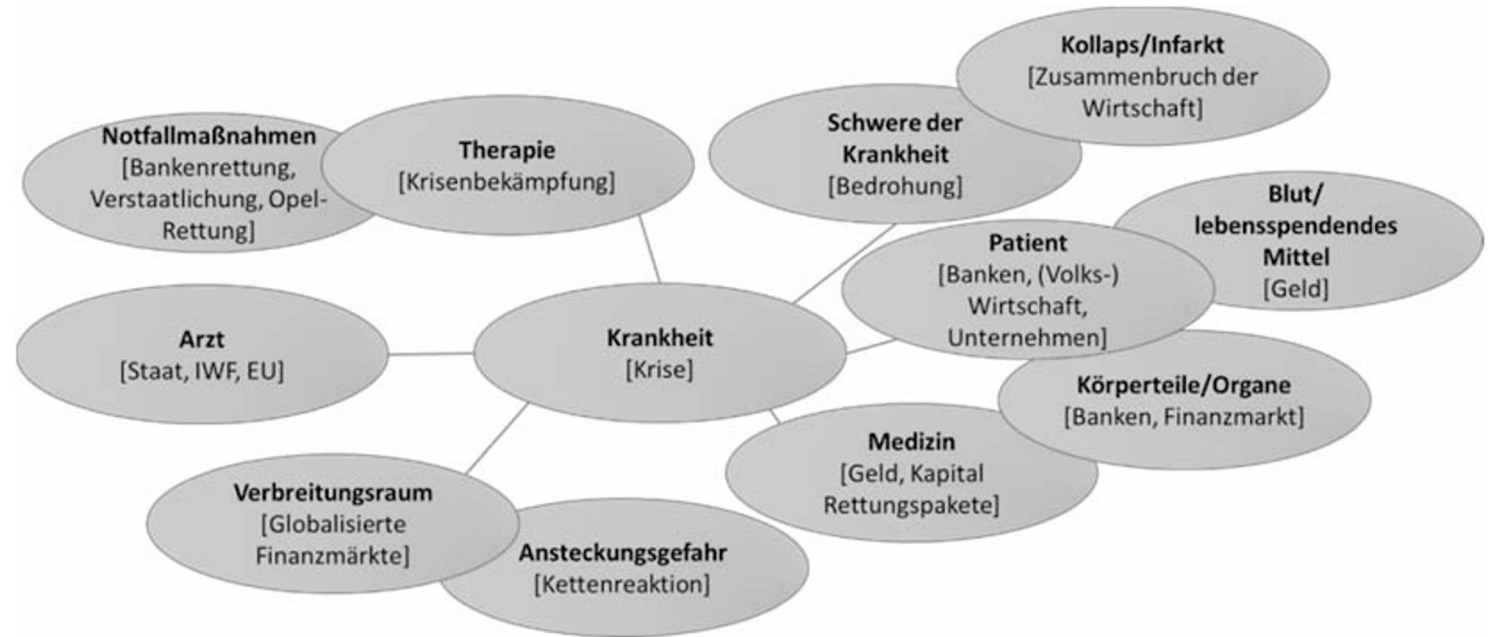 Kollaps/Infarkt
[Zusammenbruch der
Wirtschaft]
Schwere der
Krankheit
[Bedrohung]
Notfallmaßnahmen
[Bankenrettung,
Verstaatlichung, Opel-
Rettung]
Therapie
[Krisenbekämpfung]
Blut/
lebensspendendes
Mittel
[Geld]
Patient
[Banken, (Volks-)
Wirtschaft,
Unternehmen]
Arzt
[Staat, IWF, EU]
Krankheit
[Krise]
Körperteile/Organe
[Banken, Finanzmarkt]
Medizin
[Geld, Kapital
Rettungspakete]
Verbreitungsraum
[Globalisierte
Finanzmärkte]
Ansteckungsgefahr
[Kettenreaktion]